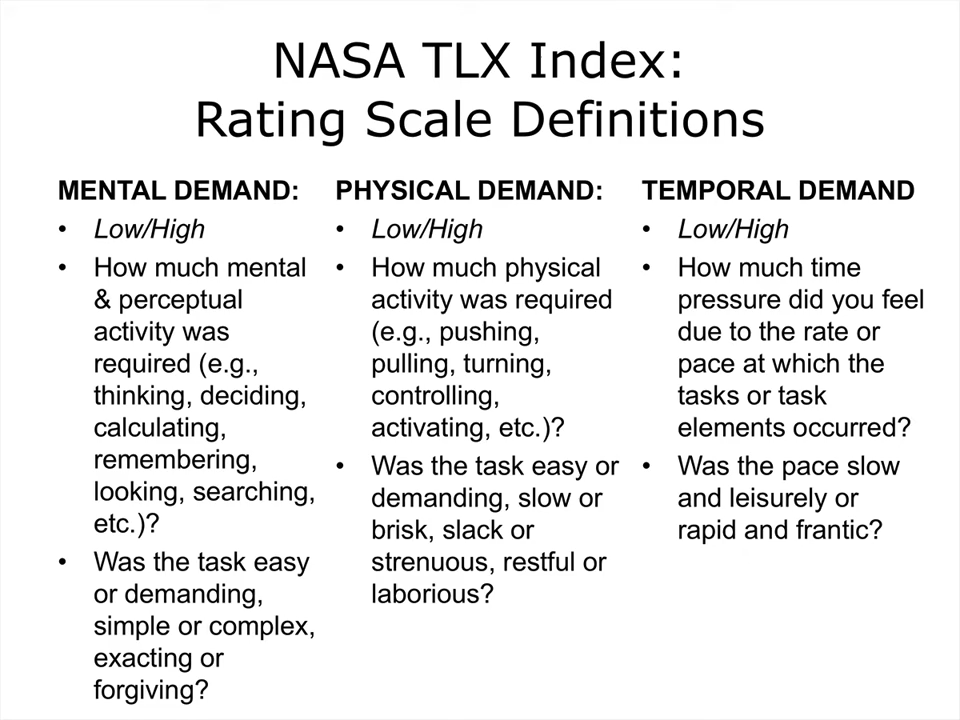 NASA TLX Index:
Rating Scale Definitions
MENTAL DEMAND:
• Low/High
• How much mental
& perceptual
activity was
required (e.g.,
thinking, deciding,
calculating,
remembering,
looking, searching,
etc.)?
• Was the task easy
or demanding,
simple or complex,
exacting or
forgiving?
PHYSICAL DEMAND:
• Low/High
• How much physical
activity was required
(e.g., pushing,
pulling, turning,
controlling,
activating, etc.)?
• Was the task easy or
demanding, slow or
brisk, slack or
strenuous, restful or
laborious?
TEMPORAL DEMAND
• Low/High
• How much time
pressure did you feel
due to the rate or
pace at which the
tasks or task
elements occurred?
• Was the pace slow
and leisurely or
rapid and frantic?